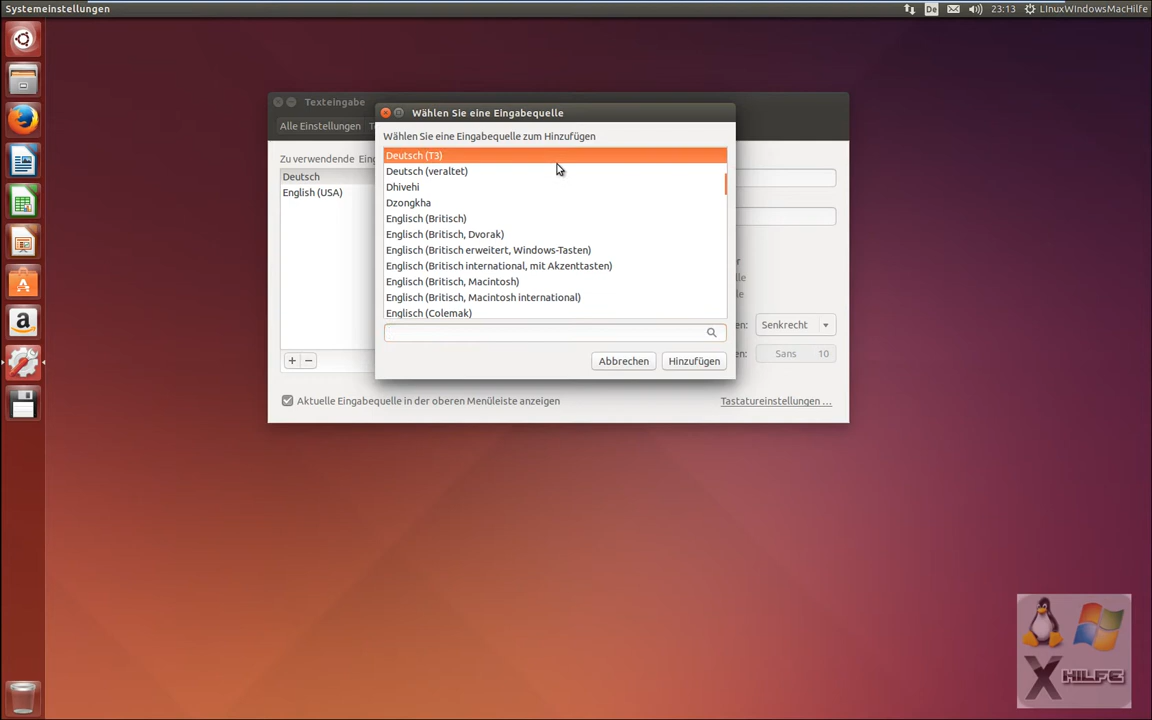 Systemeinstellungen
De
23:13
LInuxWIndowsMacHilfe
Texteingabe
Alle Einstellungen
Zu verwendende
Deutsch
English (USA)
Wählen Sie eine Eingabequelle
Wählen Sie eine Eingabequelle zum Hinzufügen
Deutsch (T3)
Deutsch (veraltet)
Dhivehi
Dzongkha
Englisch (Britisch)
Englisch (Britisch, Dvorak)
Englisch (Britisch erweitert, Windows-Tasten)
Englisch (Britisch international, mit Akzenttasten)
Englisch (Britisch, Macintosh)
Englisch (Britisch, Macintosh international)
Englisch (Colemak)
Abbrechen
Hinzufügen
Senkrecht
Sans 10
Aktuelle Eingabequelle in der oberen Menüleiste anzeigen
Tastatureinstellungen ...
X HILFE